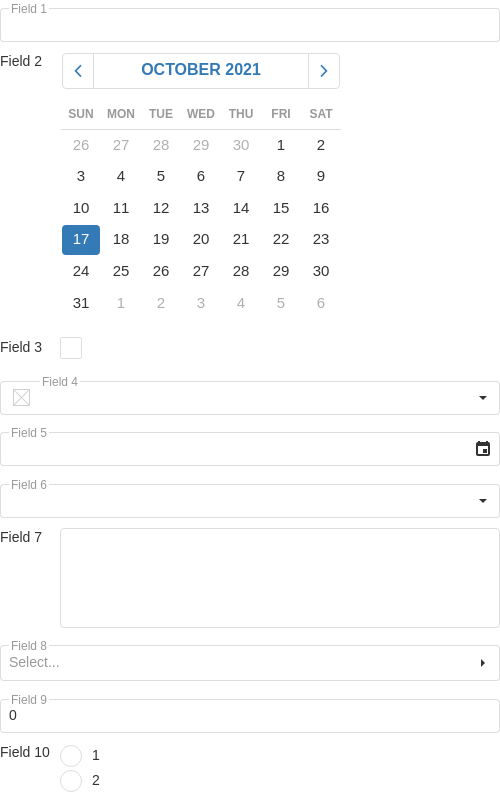 Field 1
Field 2
OCTOBER 2021
SUN MON TUE WED THU FRI SAT
26 27 28 29 30 1 2
3 4 5 6 7 8 9
10 11 12 13 14 15 16
17 18 19 20 21 22 23
24 25 26 27 28 29 30
31 1 2 3 4 5 6
Field 3
Field 4
Field 5
Field 6
Field 7
Field 8
Select...
Field 9
0
Field 10
1
2